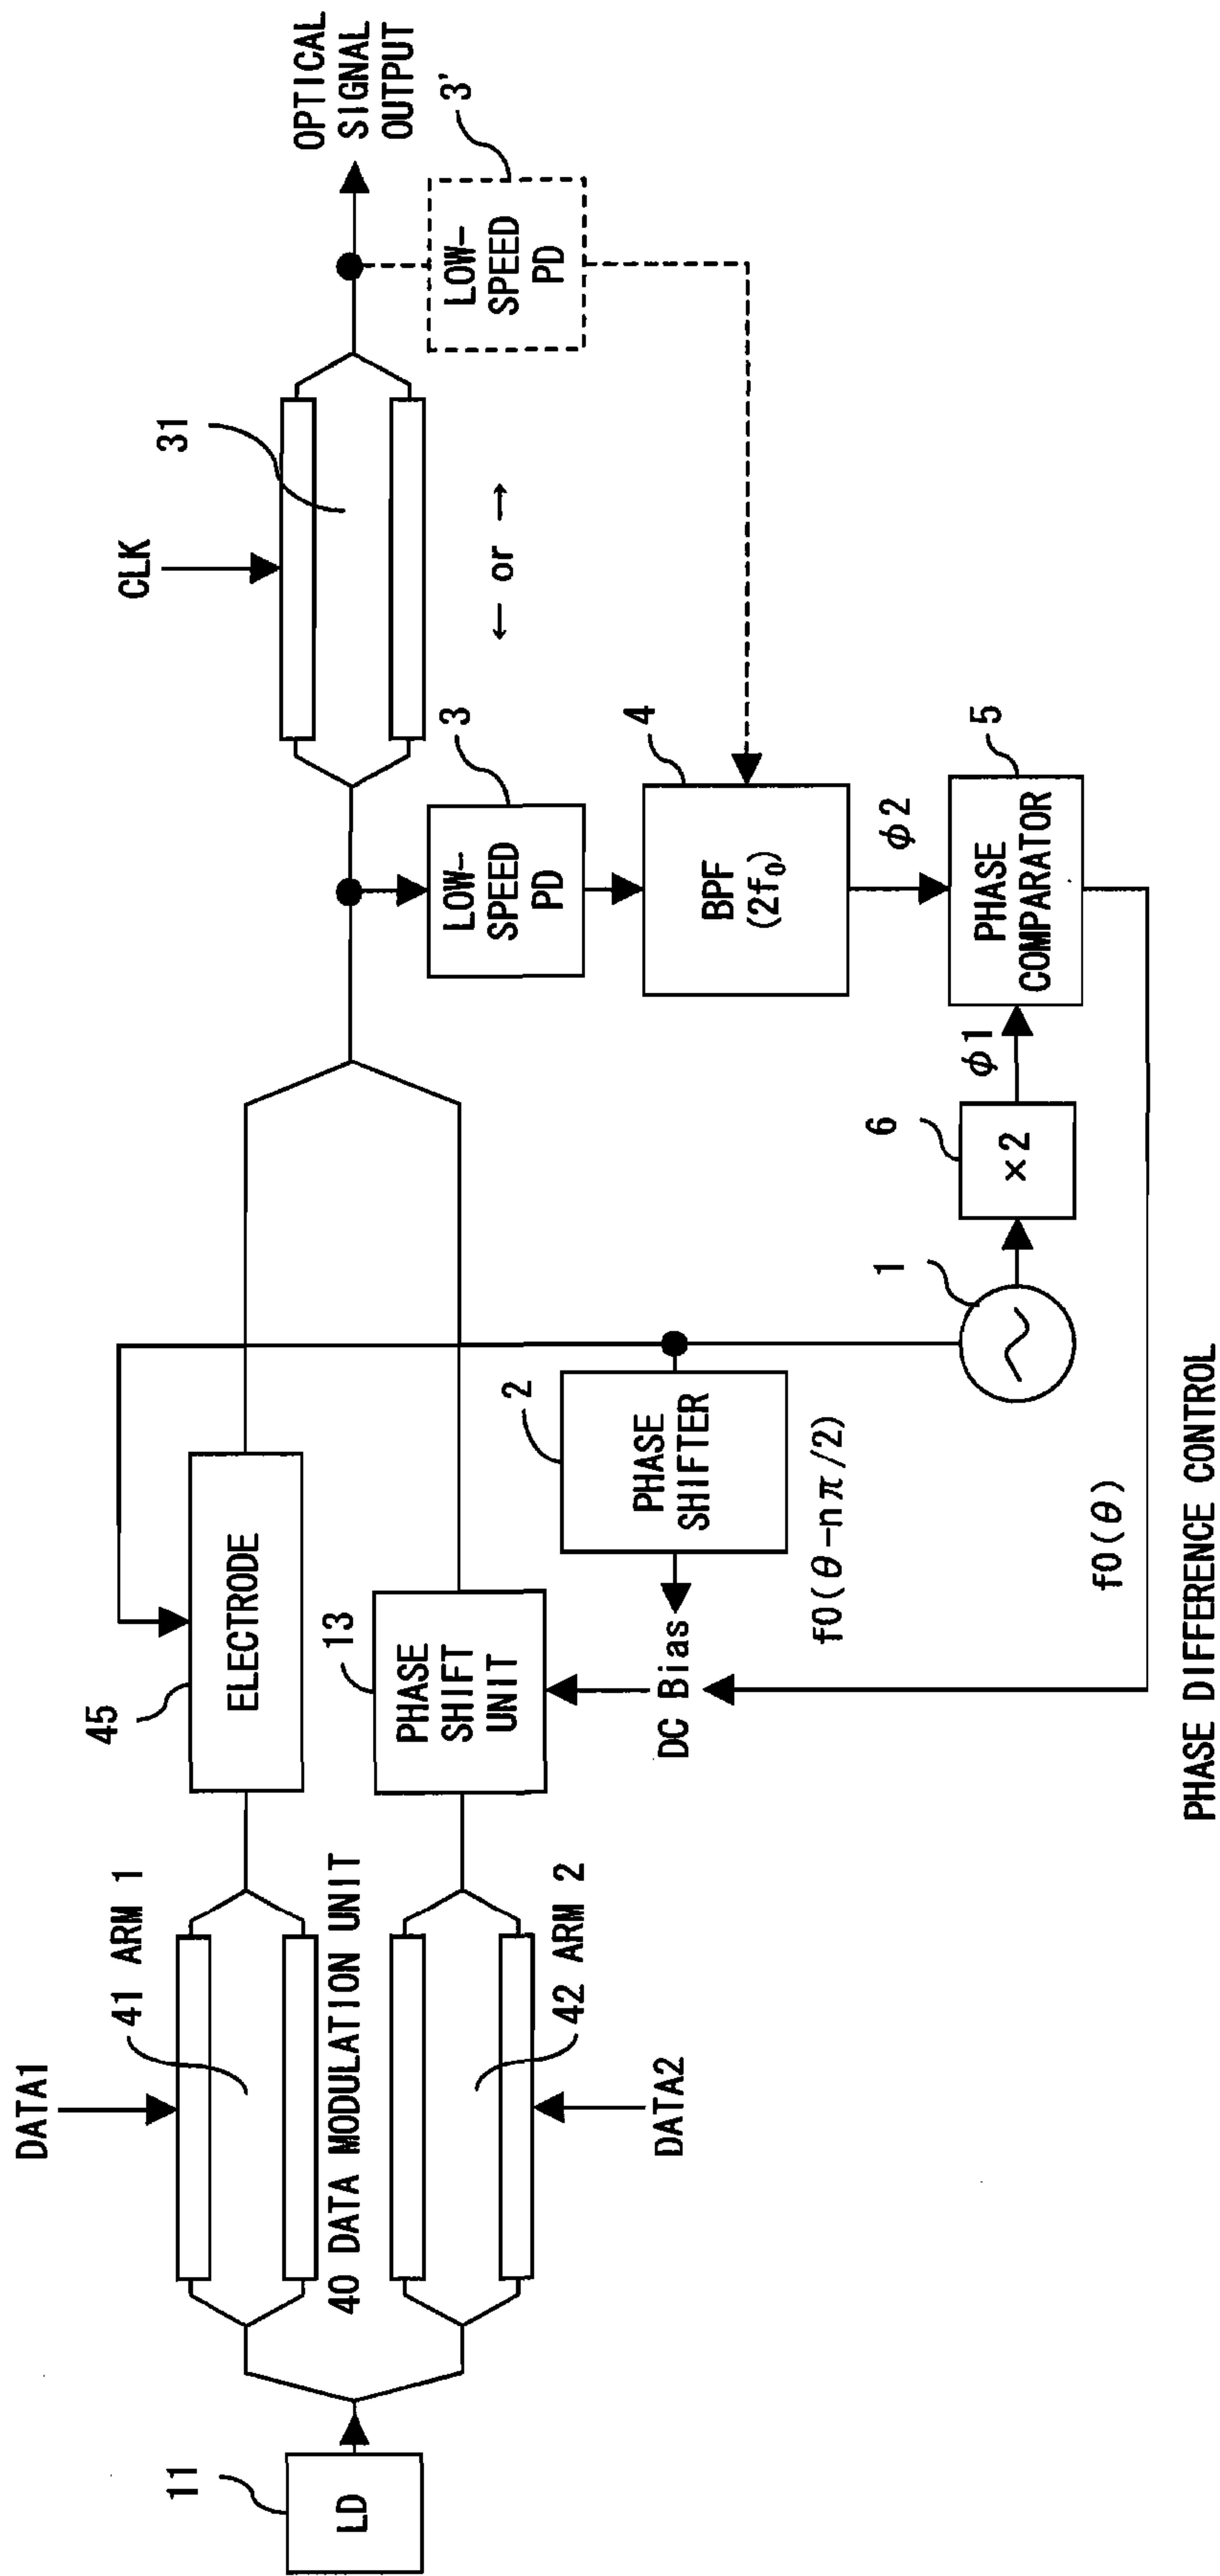 OPTICAL
SIGNAL
OUTPUT
3'
LOW-
SPEED
PD
31
CLK
← or →
3
LOW-
SPEED
PD
4
BPF
(2f₀)
φ2
5
PHASE
COMPARATOR
φ1
6
×2
1
2
PHASE
SHIFTER
f0(θ-nπ/2)
f0(θ)
45
ELECTRODE
13
PHASE
SHIFT
UNIT
DC Bias
PHASE DIFFERENCE CONTROL
41 ARM 1
40 DATA MODULATION UNIT
42 ARM 2
DATA1
DATA2
11
LD